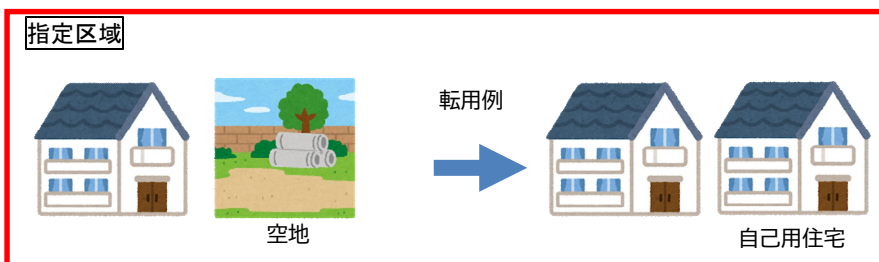 指定区域
転用例
空地
自己用住宅